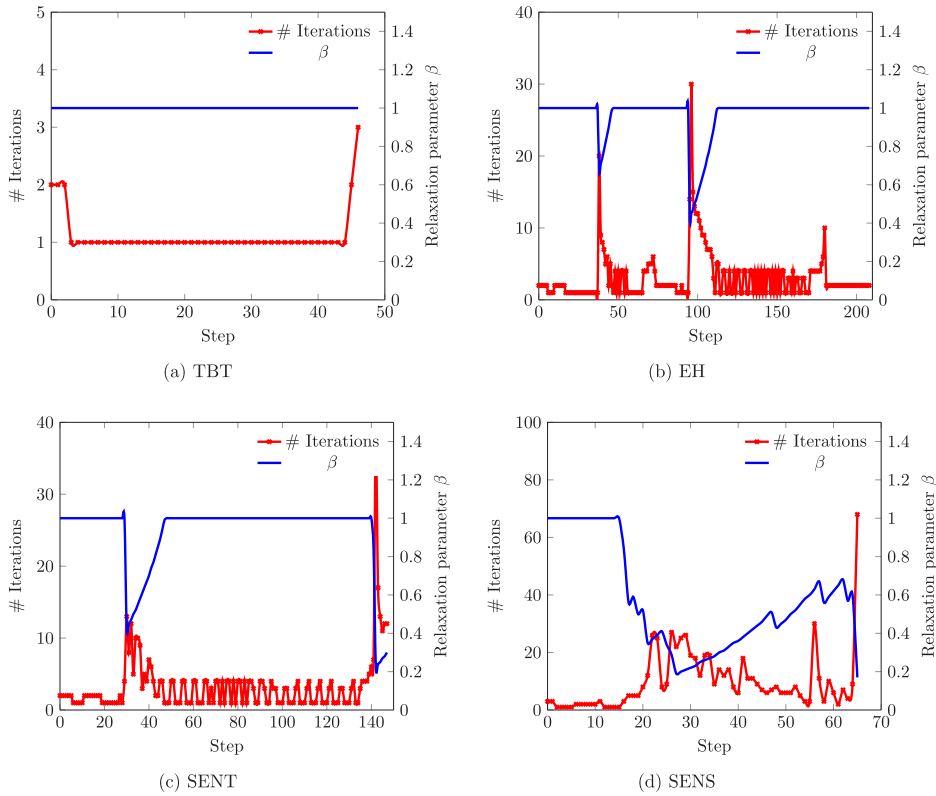 5
4
3
2
1
0
# Iterations
0 10 20 30 40 50
Step
1.4
1.2
1
0.8
0.6
0.4
0.2
0
Relaxation parameter β
# Iterations
β
(a) TBT
40
30
20
10
0
# Iterations
0 50 100 150 200
Step
1.4
1.2
1
0.8
0.6
0.4
0.2
0
Relaxation parameter β
# Iterations
β
(b) EH
40
30
20
10
0
# Iterations
0 20 40 60 80 100 120 140
Step
1.4
1.2
1
0.8
0.6
0.4
0.2
0
Relaxation parameter β
# Iterations
β
(c) SENT
100
80
60
40
20
0
# Iterations
0 10 20 30 40 50 60 70
Step
1.4
1.2
1
0.8
0.6
0.4
0.2
0
Relaxation parameter β
# Iterations
β
(d) SENS